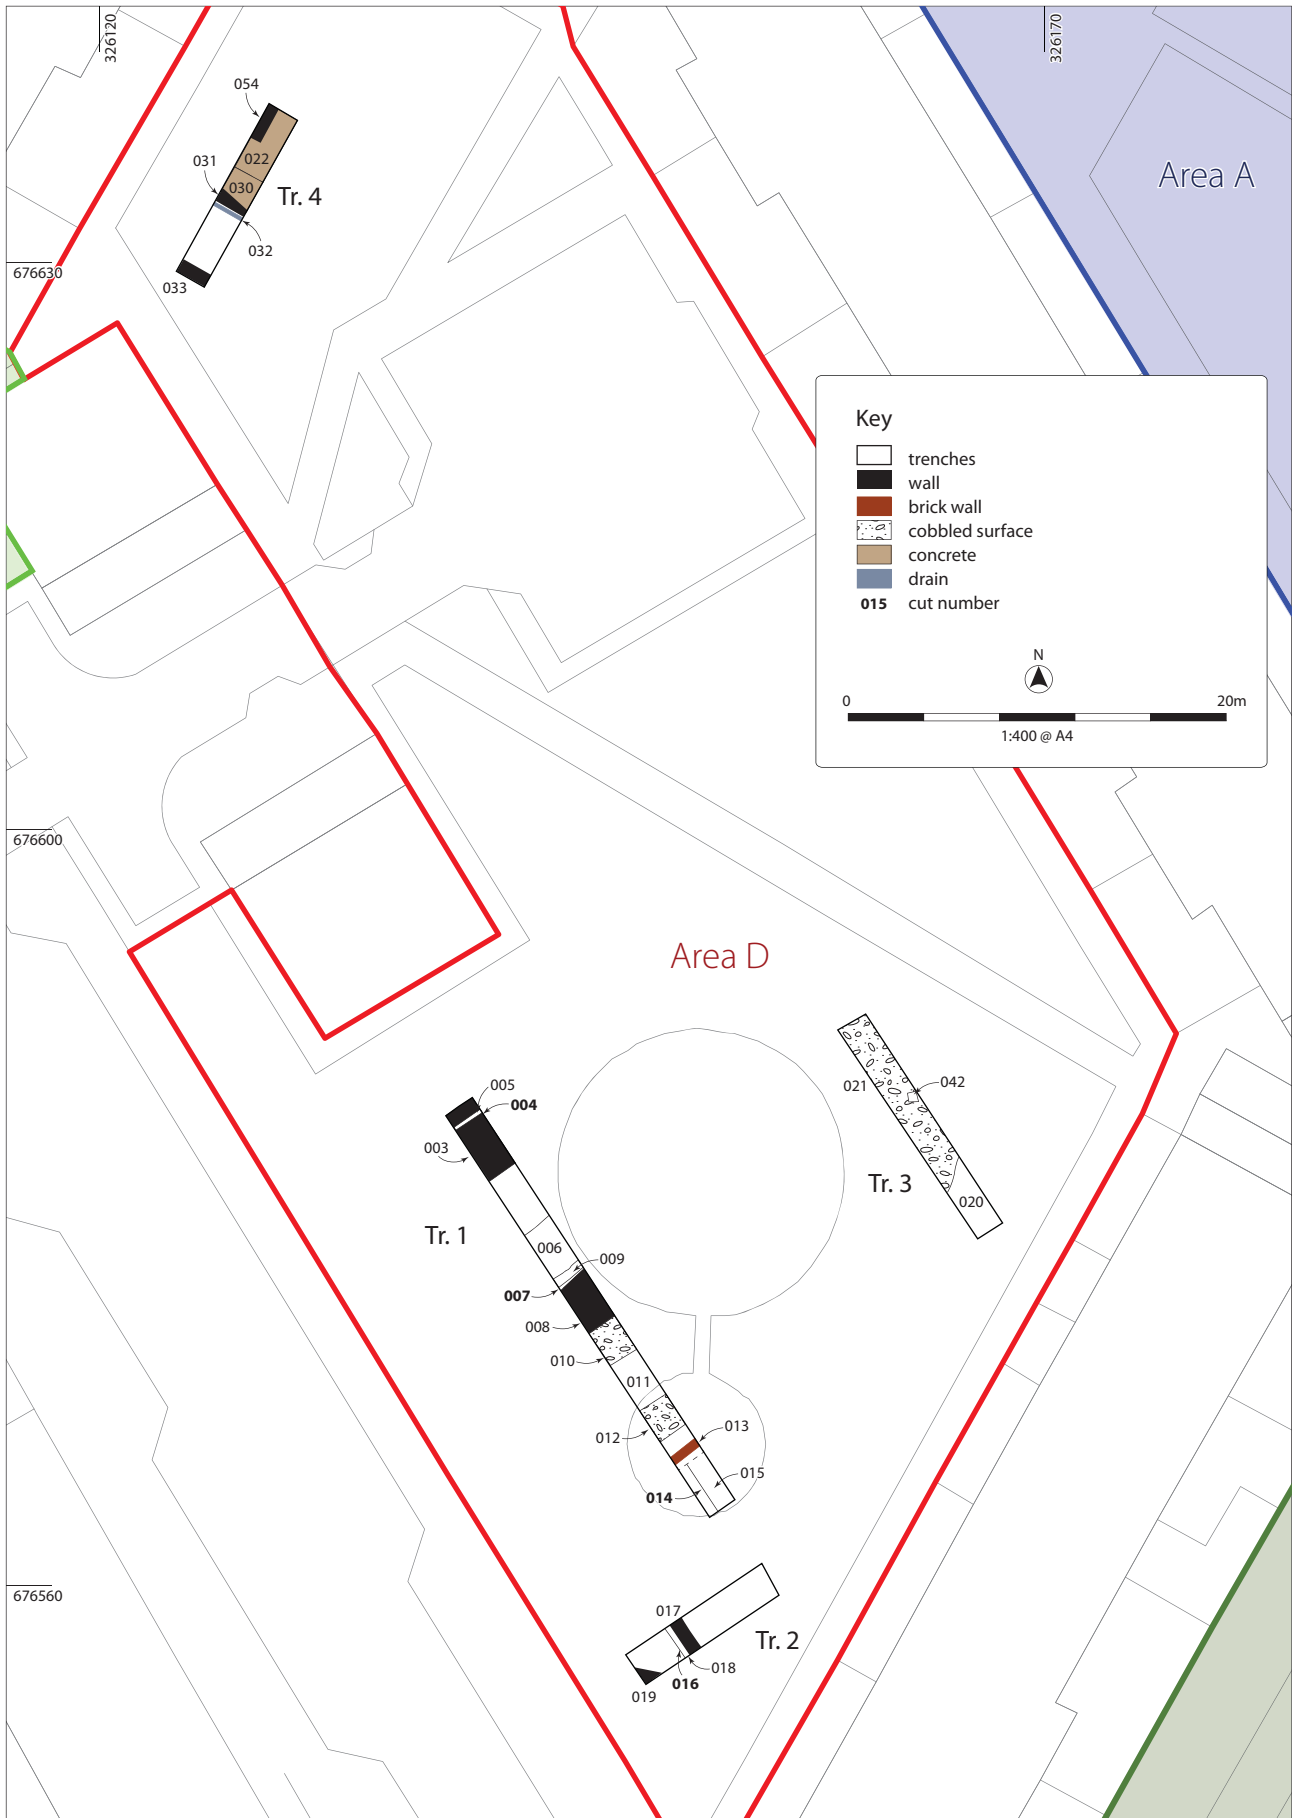 326120
326170
054
Area A
031
022
030
Tr. 4
032
676630
033
Key
trenches
wall
brick wall
cobbled surface
concrete
drain
015 cut number
N
0 20m
1:400 @ A4
676600
Area D
005
004
003
042
021
Tr. 3
020
Tr. 1
006
009
007
008
010
011
012
013
015
014
676560
017
Tr. 2
018
016
019